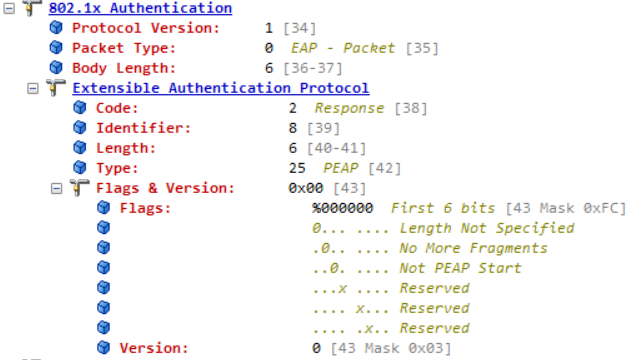 802.1x Authentication
Protocol Version: 1 [34]
Packet Type: 0 EAP - Packet [35]
Body Length: 6 [36-37]
Extensible Authentication Protocol
Code: 2 Response [38]
Identifier: 8 [39]
Length: 6 [40-41]
Type: 25 PEAP [42]
Flags & Version: 0x00 [43]
Flags: %000000 First 6 bits [43 Mask 0xFC]
0... .... Length Not Specified
.0.. .... No More Fragments
..0. .... Not PEAP Start
...x .... Reserved
.... x... Reserved
.... .x.. Reserved
Version: 0 [43 Mask 0x03]